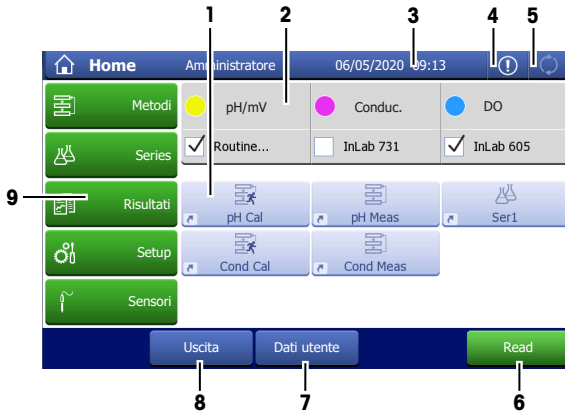 1 2 3 4 5
Home Amministratore 06/05/2020 09:13
Metodi pH/mV Conduc. DO
Series Routine... InLab 731 InLab 605
9 Risultati pH Cal pH Meas Ser1
Setup Cond Cal Cond Meas
Sensori
Uscita Dati utente Read
8 7 6